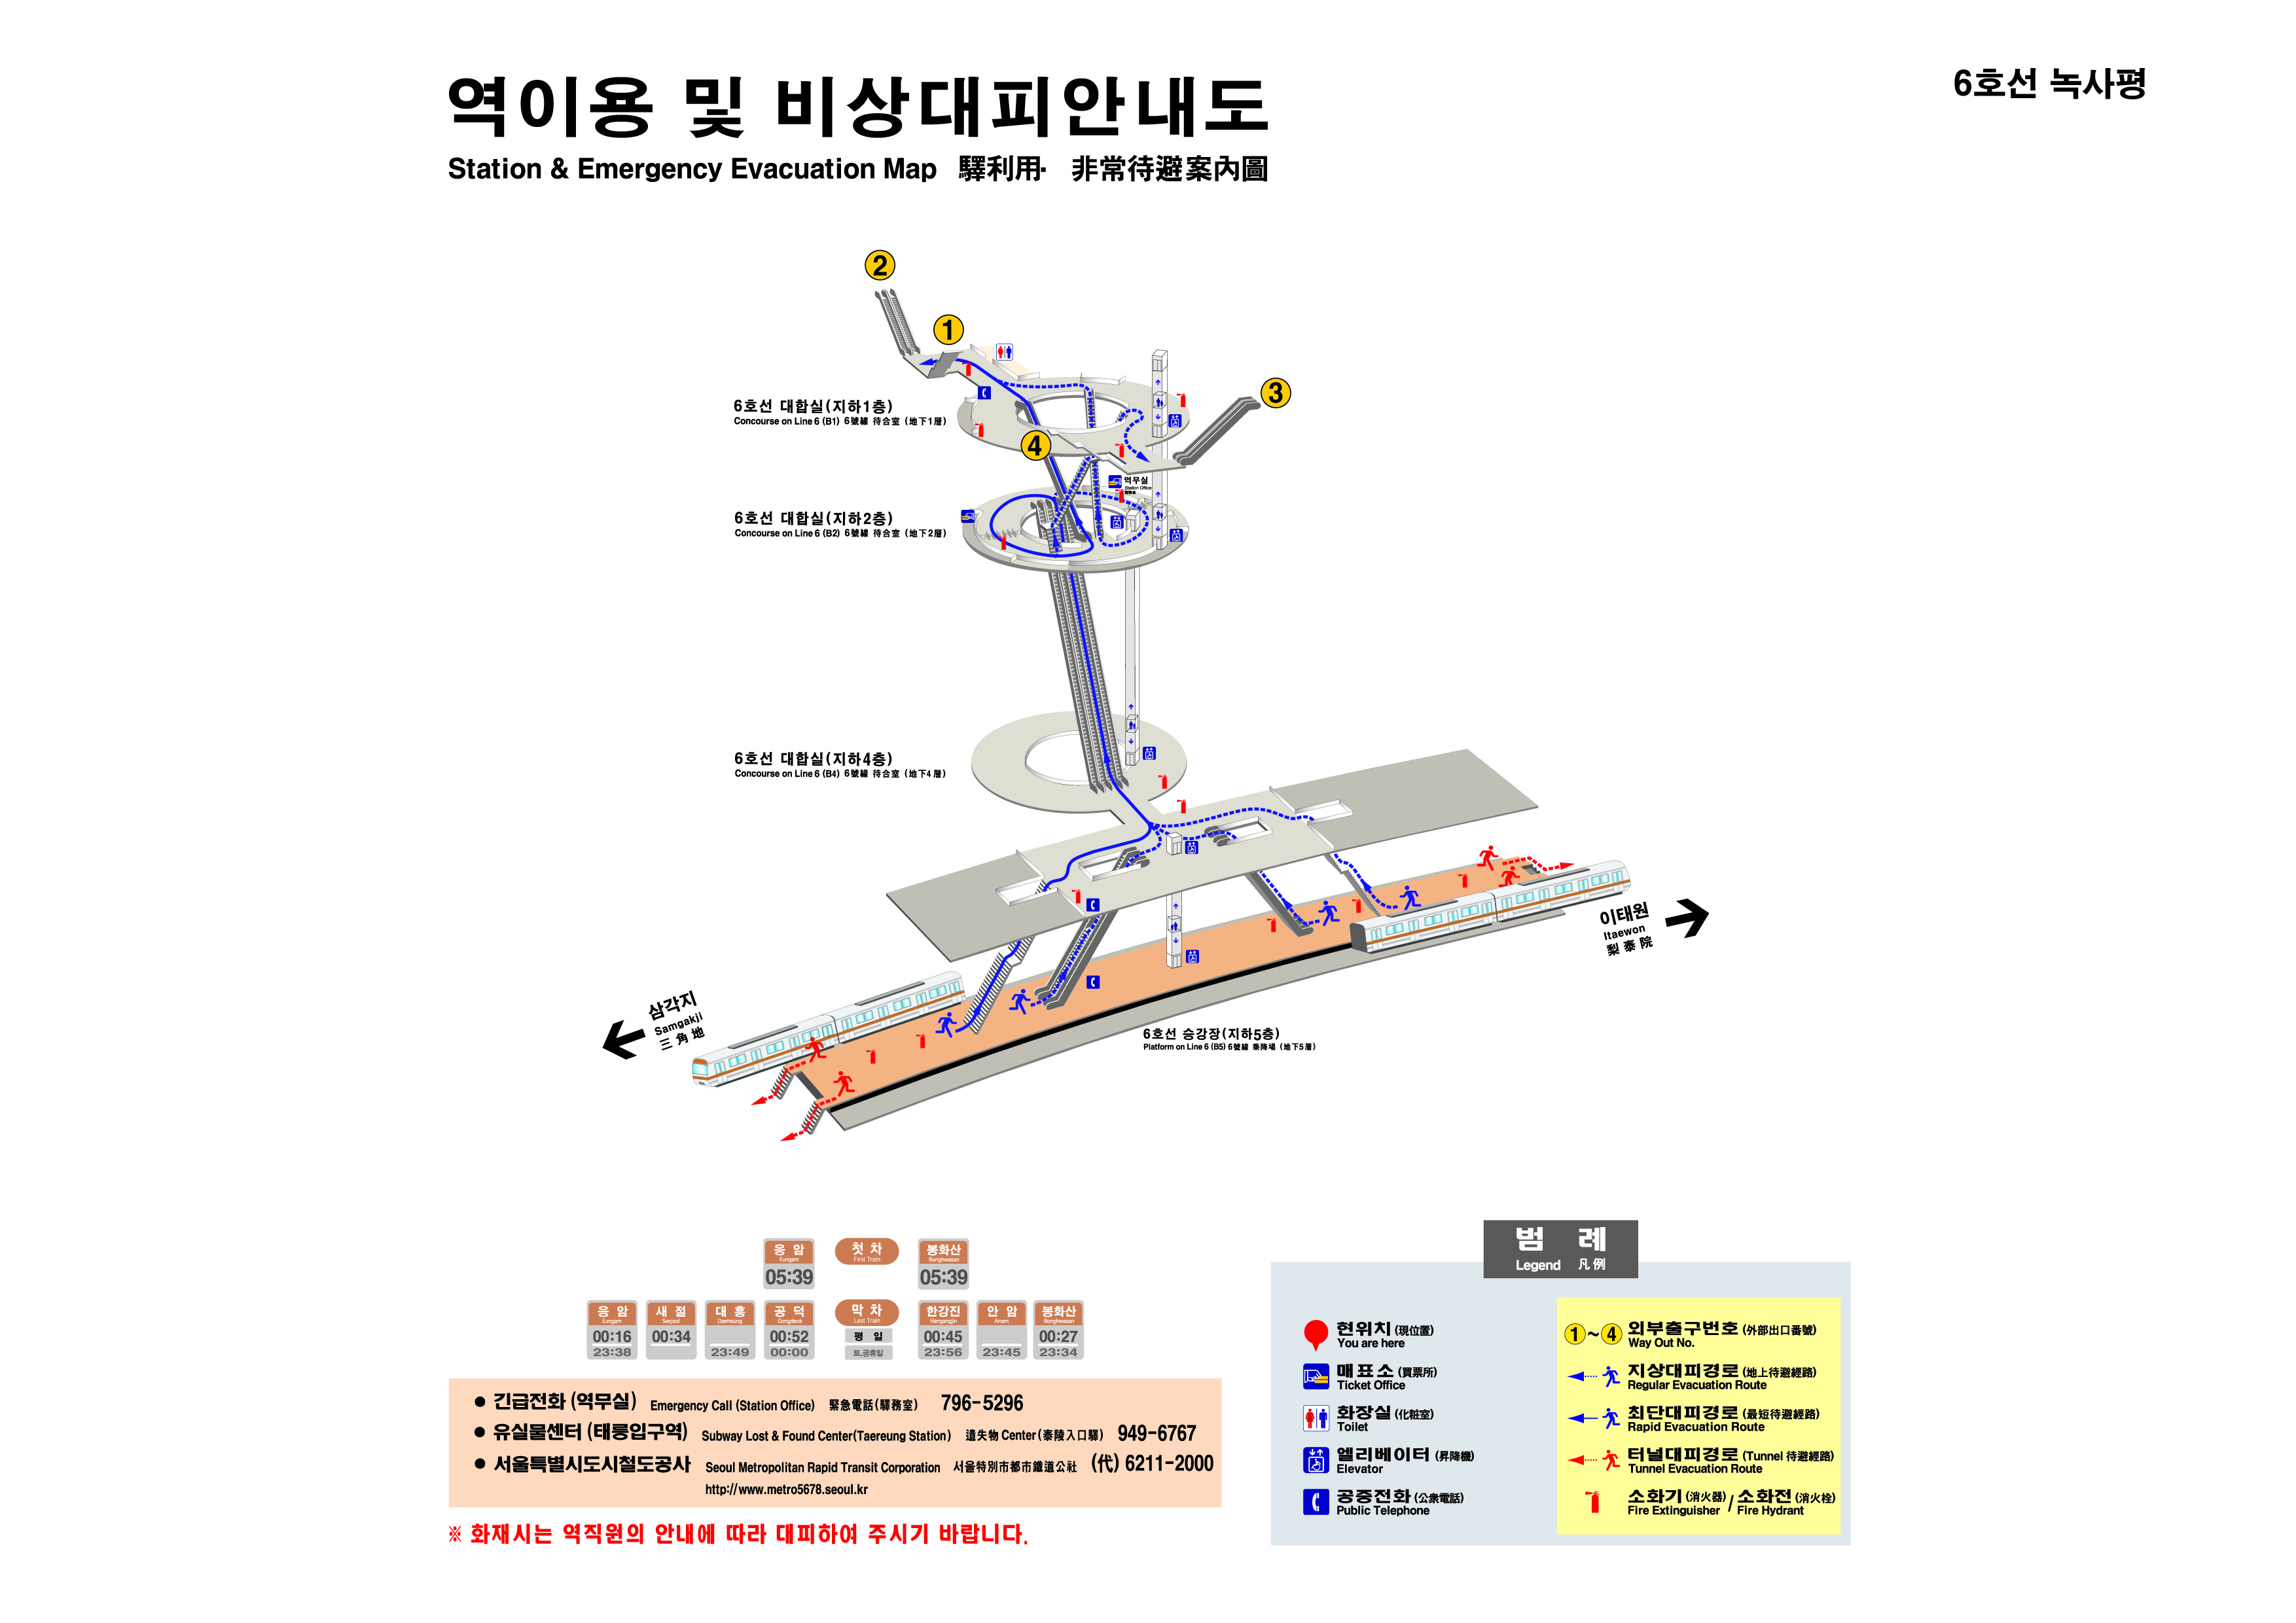 역이용 및 비상대피안내도
6호선 녹사평
Station & Emergency Evacuation Map 驛利用· 非常待避案內圖
2
1
3
6호선 대합실(지하1층)
Concourse on Line 6 (B1) 6號線 待合室 (地下1層)
4
역무실
Station Office
6호선 대합실(지하2층)
Concourse on Line 6 (B2) 6號線 待合室 (地下2層)
6호선 대합실(지하4층)
Concourse on Line 6 (B4) 6號線 待合室 (地下4層)
이태원
Itaewon
梨泰院
삼각지
Samgakji
三角地
6호선 승강장(지하5층)
Platform on Line 6 (B5) 6號線 乘降場 (地下5層)
응 암 첫 차 봉화산
Eungam First Train Bonghwasan
05:39 05:39
응 암 새 절 대 흥 공 덕 막 차 한강진 안 암 봉화산
Eungam Saejeol Daeheung Gongdeok Last Train Hangangjin Anam Bonghwasan
00:16 00:34 00:52 평 일 00:45 00:27
23:38 23:49 00:00 토,공휴일 23:56 23:45 23:34
● 긴급전화 (역무실) Emergency Call (Station Office) 緊急電話(驛務室) 796-5296
● 유실물센터 (태릉입구역) Subway Lost & Found Center(Taereung Station) 遺失物 Center (泰陵入口驛) 949-6767
● 서울특별시도시철도공사 Seoul Metropolitan Rapid Transit Corporation 서울特別市都市鐵道公社 (代) 6211-2000
http://www.metro5678.seoul.kr
※ 화재시는 역직원의 안내에 따라 대피하여 주시기 바랍니다.
범 례
Legend 凡例
현위치 (現位置)
You are here
매표소 (買票所)
Ticket Office
화장실 (化粧室)
Toilet
엘리베이터 (昇降機)
Elevator
공중전화 (公衆電話)
Public Telephone
1~4 외부출구번호 (外部出口番號)
Way Out No.
지상대피경로 (地上待避經路)
Regular Evacuation Route
최단대피경로 (最短待避經路)
Rapid Evacuation Route
터널대피경로 (Tunnel 待避經路)
Tunnel Evacuation Route
소화기 (消火器) / 소화전 (消火栓)
Fire Extinguisher / Fire Hydrant